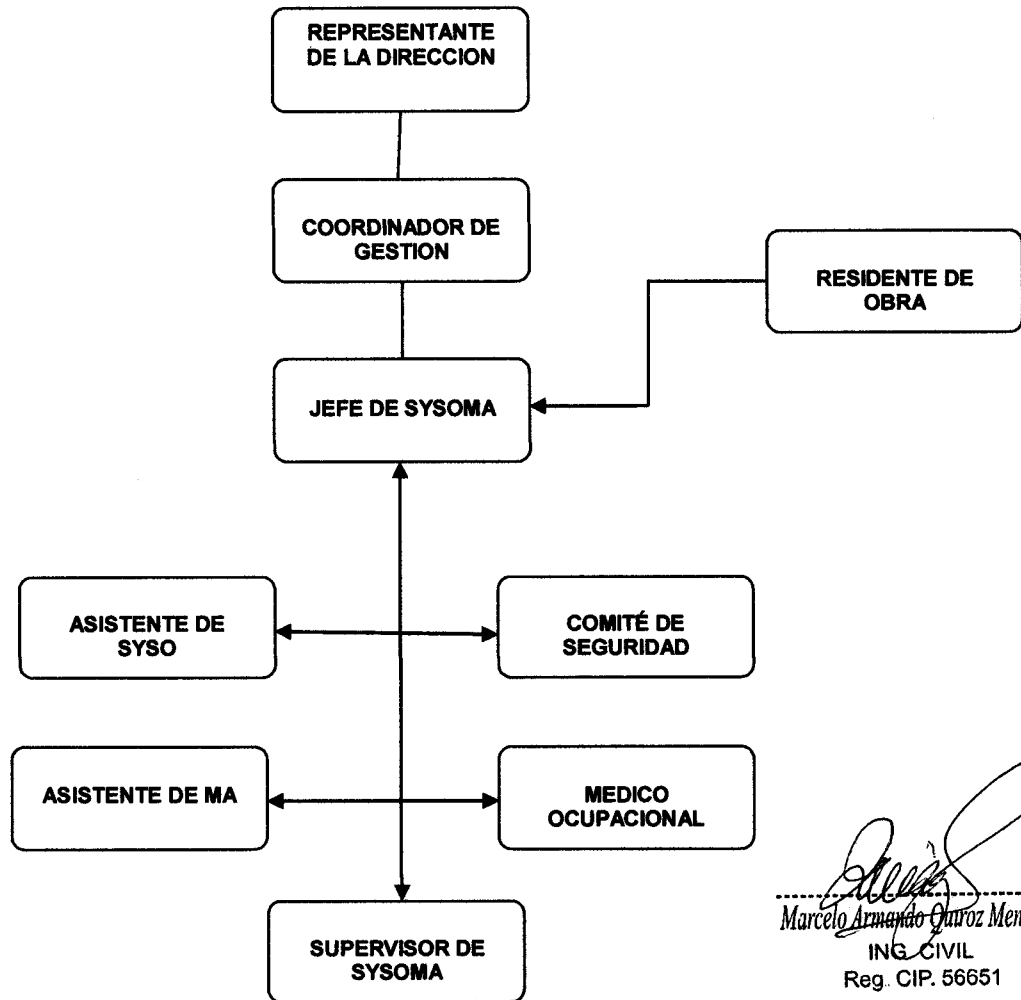 REPRESENTANTE
DE LA DIRECCION
COORDINADOR DE
GESTION
RESIDENTE DE
OBRA
JEFE DE SYSOMA
ASISTENTE DE
SYSO
COMITÉ DE
SEGURIDAD
ASISTENTE DE MA
MEDICO
OCUPACIONAL
SUPERVISOR DE
SYSOMA
Marcelo Armando Quiroz
ING. CIVIL
Reg. CIP. 56651